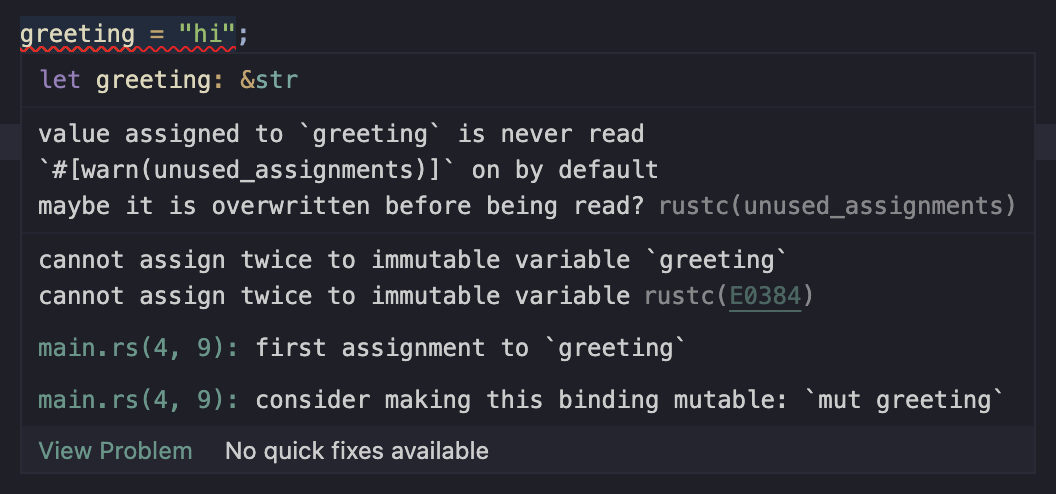 greeting = "hi";
let greeting: &str
value assigned to `greeting` is never read
`#[warn(unused_assignments)]` on by default
maybe it is overwritten before being read? rustc(unused_assignments)
cannot assign twice to immutable variable `greeting`
cannot assign twice to immutable variable rustc(E0384)
main.rs(4, 9): first assignment to `greeting`
main.rs(4, 9): consider making this binding mutable: `mut greeting`
View Problem No quick fixes available